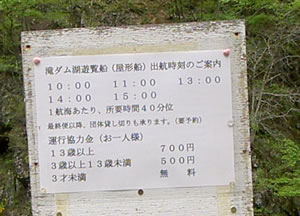 滝ダム湖遊覧船(屋形船)出航時刻のご案内
10:00 11:00 13:00
14:00 15:00
1航海あたり、所要時間40分位
最終便以降、団体貸し切りも承ります。(要予約)
運行協力金(お一人様)
13歳以上 700円
3歳以上13歳未満 500円
3才未満 無料